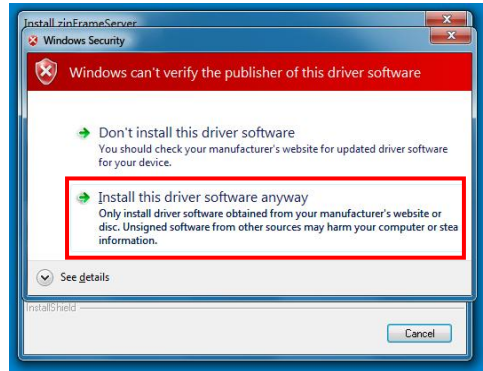 Install zinFrameServer
Windows Security
Windows can't verify the publisher of this driver software
Don't install this driver software
You should check your manufacturer's website for updated driver software
for your device.
Install this driver software anyway
Only install driver software obtained from your manufacturer's website or
disc. Unsigned software from other sources may harm your computer or stea
information.
See details
InstallShield
Cancel